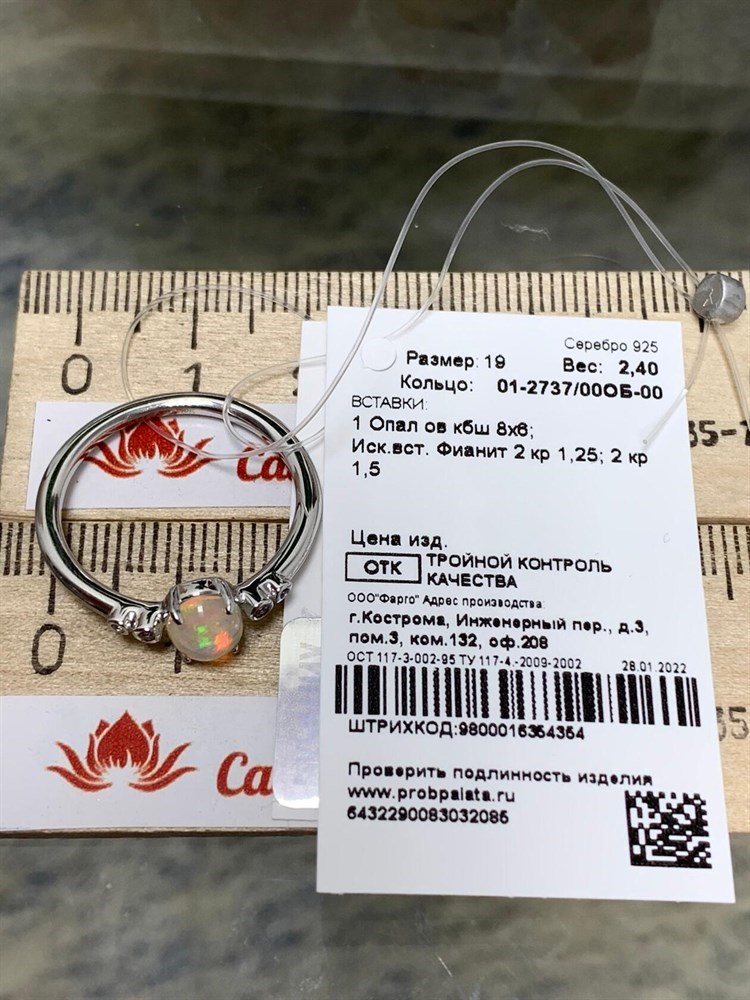 Серебро 925
Размер: 19 Вес: 2,40
Кольцо: 01-2737/00ОБ-00
ВСТАВКИ:
1 Опал ов кбш 8х6;
Иск.вст. Фианит 2 кр 1,25; 2 кр
1,5
Цена изд.
ОТК ТРОЙНОЙ КОНТРОЛЬ
КАЧЕСТВА
ООО"Фарго" Адрес производства:
г.Кострома, Инженерный пер., д.3,
пом.3, ком.132, оф.208
ОСТ 117-3-002-95 ТУ 117-4.-2009-2002 28.01.2022
ШТРИХКОД:9800016354354
Проверить подлинность изделия
www.probpalata.ru
6432290083032086
0 1
Са
0
Са